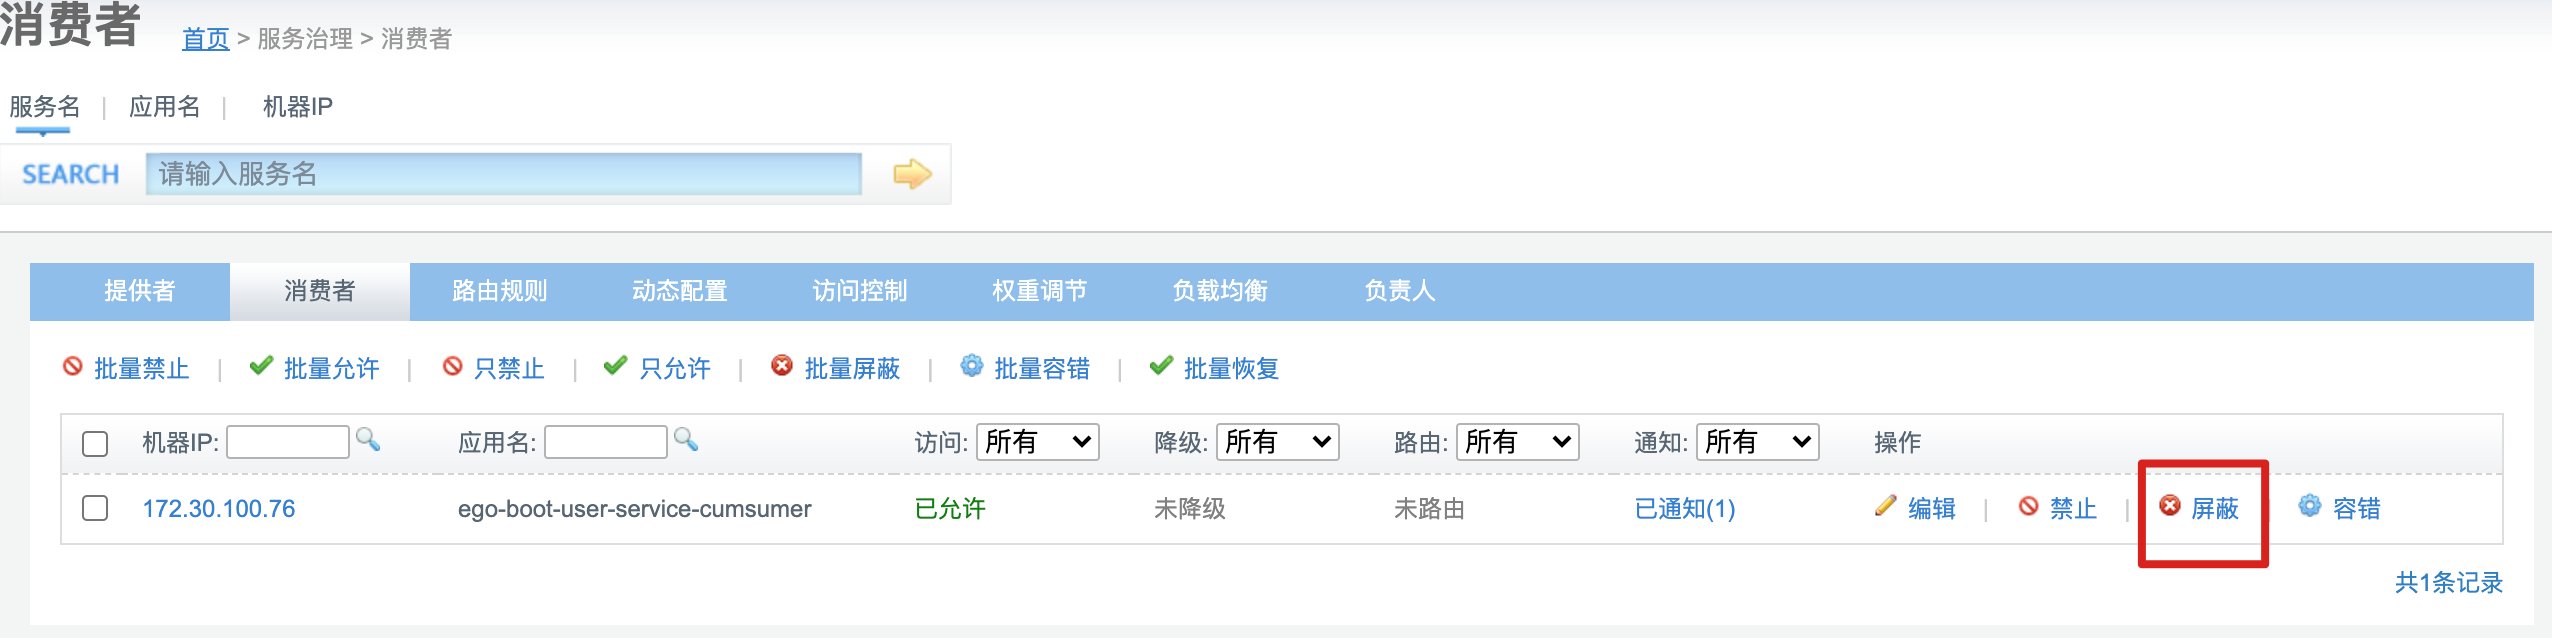 消费者 首页 > 服务治理 > 消费者
服务名 | 应用名 | 机器IP
SEARCH 请输入服务名
提供者 消费者 路由规则 动态配置 访问控制 权重调节 负载均衡 负责人
批量禁止 | 批量允许 | 只禁止 | 只允许 | 批量屏蔽 | 批量容错 | 批量恢复
机器IP: 应用名: 访问: 所有 降级: 所有 路由: 所有 通知: 所有 操作
172.30.100.76 ego-boot-user-service-cumsumer 已允许 未降级 未路由 已通知(1) 编辑 | 禁止 | 屏蔽 容错
共1条记录